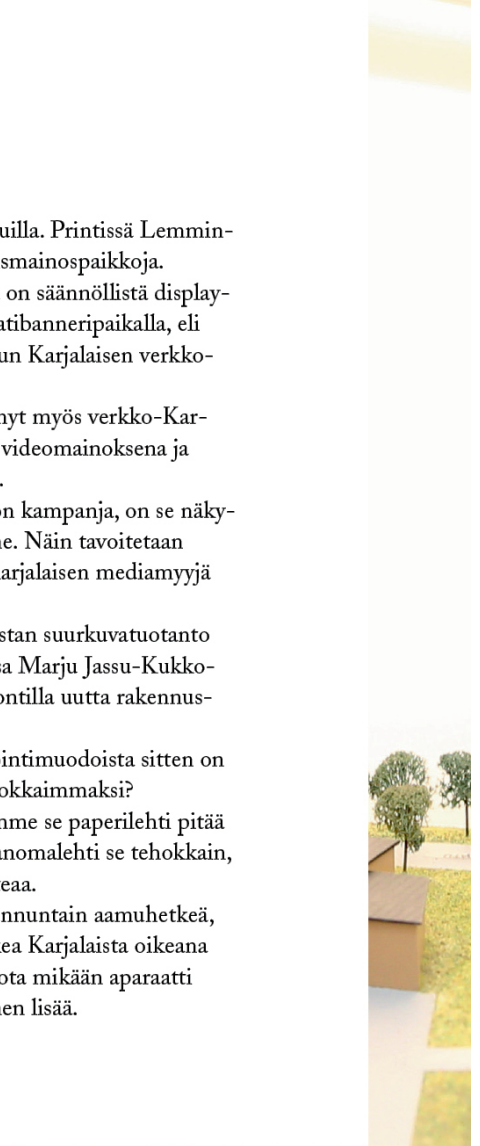 uilla. Printissä Lemmin-
smainospaikkoja.
on säännöllistä display-
atibanneripaikalla, eli
un Karjalaisen verkko-
nyt myös verkko-Kar-
videomainoksena ja
.
on kampanja, on se näky-
ne. Näin tavoitetaan
Karjalaisen mediamyyjä
stan suurkuvatuotanto
sa Marju Jassu-Kukko-
ontilla uutta rakennus-
ointimuodoista sitten on
okkaimmaksi?
nme se paperilehti pitää
anomalehti se tehokkain,
eaa.
nnuntain aamuhetkeä,
kea Karjalaista oikeana
ota mikään aparaatti
nen lisää.